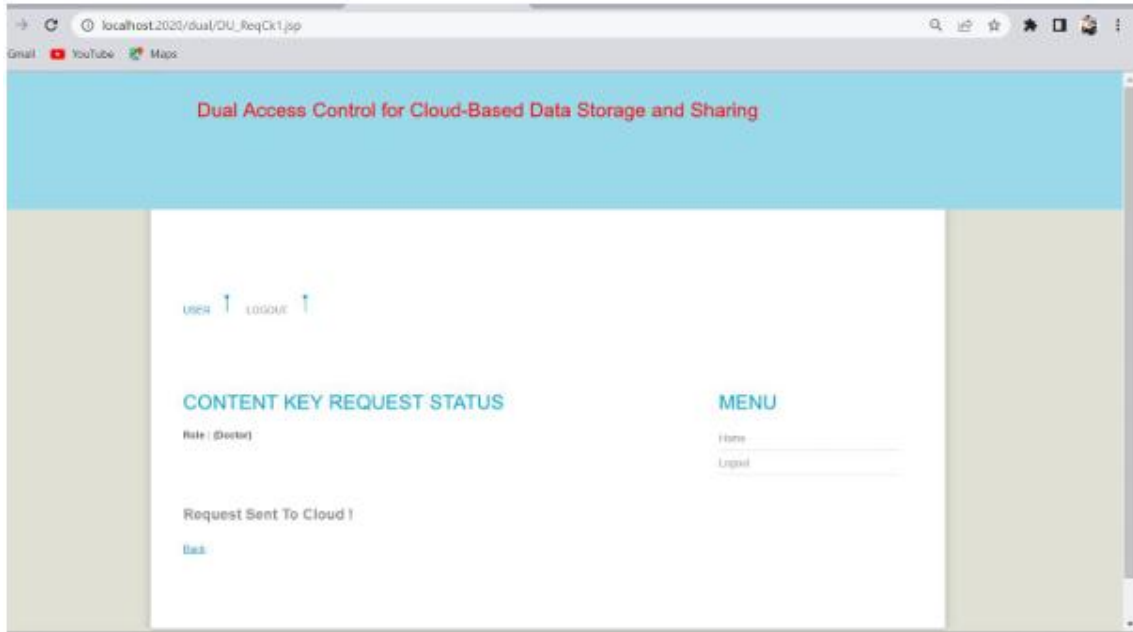 localhost:2020/dual/DU_ReqCk1.jsp
Gmail YouTube Maps
Dual Access Control for Cloud-Based Data Storage and Sharing
USER LOGOUT
CONTENT KEY REQUEST STATUS
Role : (Doctor)
Request Sent To Cloud !
Back
MENU
Home
Logout